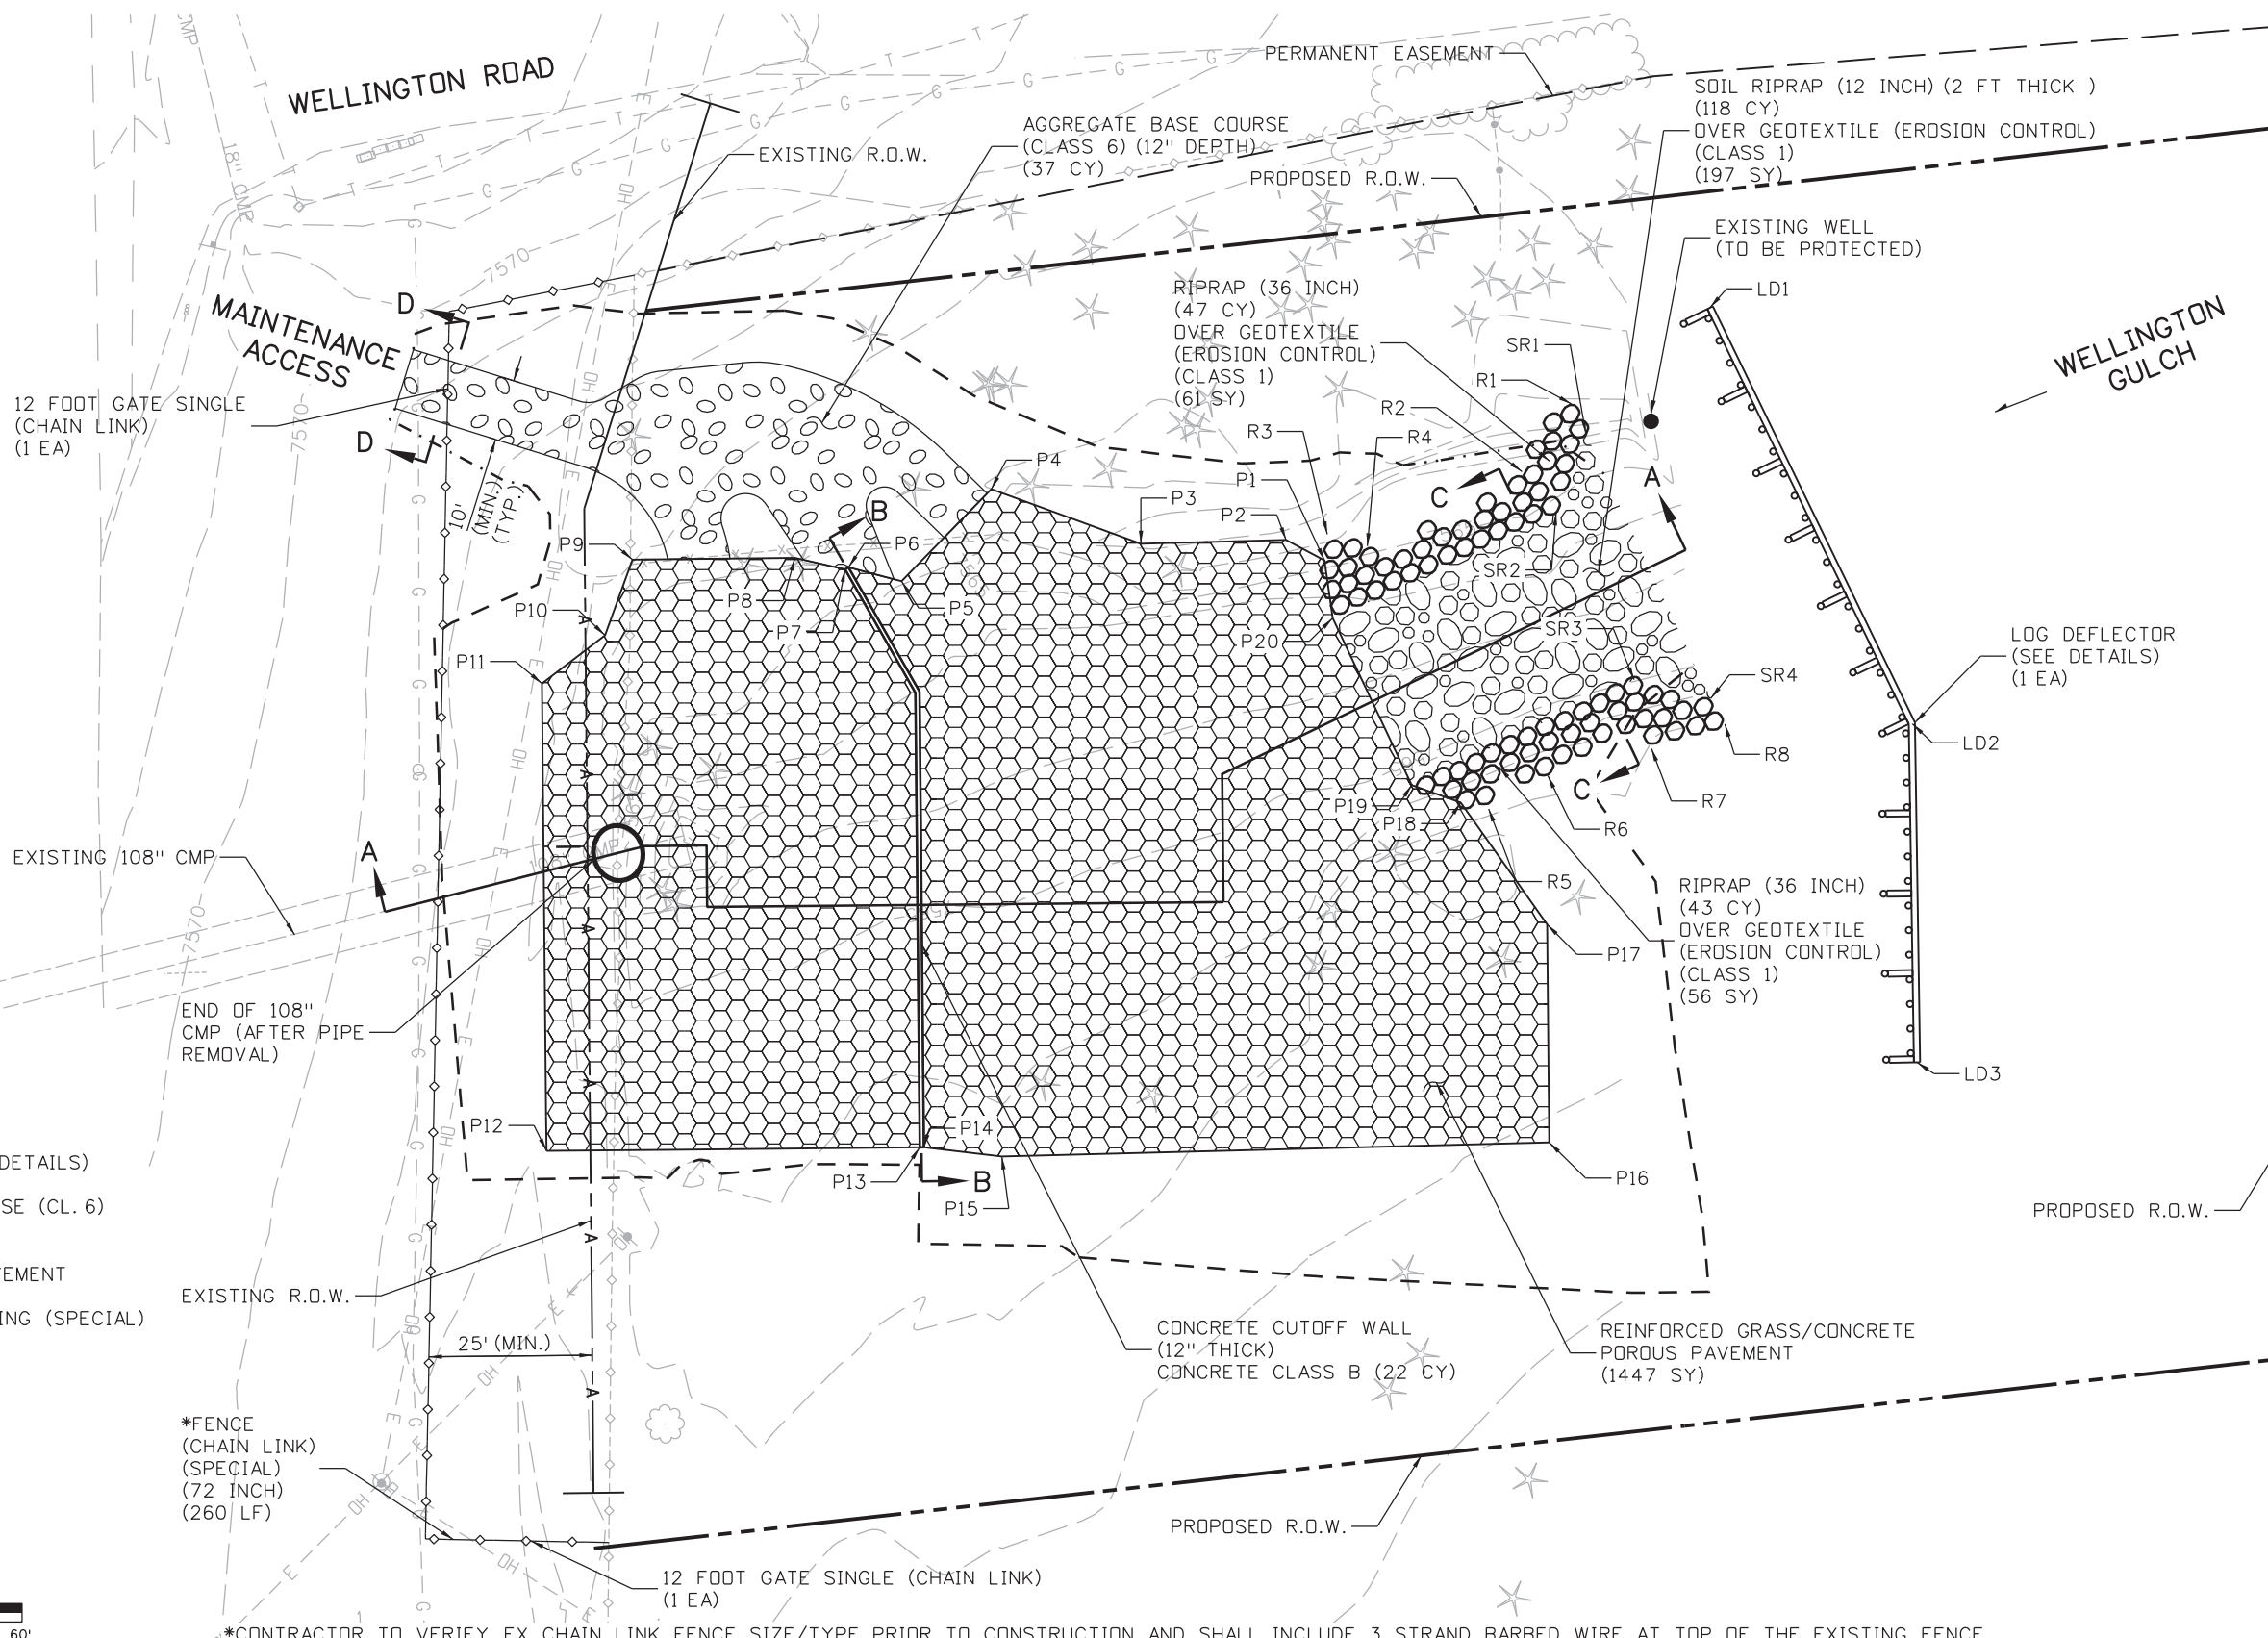 WELLINGTON ROAD
PERMANENT EASEMENT
SOIL RIPRAP (12 INCH) (2 FT THICK )
(118 CY)
OVER GEOTEXTILE (EROSION CONTROL)
(CLASS 1)
(197 SY)
AGGREGATE BASE COURSE
(CLASS 6) (12" DEPTH)
(37 CY)
EXISTING R.O.W.
PROPOSED R.O.W.
18" CMP
7570
EXISTING WELL
(TO BE PROTECTED)
RIPRAP (36 INCH)
(47 CY)
OVER GEOTEXTILE
(EROSION CONTROL)
(CLASS 1)
(61 SY)
LD1
WELLINGTON
GULCH
D
MAINTENANCE
ACCESS
SR1
R1
R2
R3
R4
12 FOOT GATE SINGLE
(CHAIN LINK)
(1 EA)
7570
D
P4
P1
P3
P2
C
A
B
10'
(MIN.)
(TYP.)
P9
P6
P8
P5
P7
P10
P11
SR2
SR3
P20
LOG DEFLECTOR
(SEE DETAILS)
(1 EA)
SR4
LD2
R8
R7
C
P19
P18
R6
R5
A
EXISTING 108" CMP
7570
RIPRAP (36 INCH)
(43 CY)
OVER GEOTEXTILE
(EROSION CONTROL)
(CLASS 1)
(56 SY)
P17
END OF 108"
CMP (AFTER PIPE
REMOVAL)
LD3
P12
P14
P13
B
P15
P16
DETAILS)
SE (CL. 6)
EMENT
ING (SPECIAL)
PROPOSED R.O.W.
EXISTING R.O.W.
25' (MIN.)
CONCRETE CUTOFF WALL
(12" THICK)
CONCRETE CLASS B (22 CY)
REINFORCED GRASS/CONCRETE
POROUS PAVEMENT
(1447 SY)
*FENCE
(CHAIN LINK)
(SPECIAL)
(72 INCH)
(260 LF)
PROPOSED R.O.W.
12 FOOT GATE SINGLE (CHAIN LINK)
(1 EA)
60'
*CONTRACTOR TO VERIFY EX CHAIN LINK FENCE SIZE/TYPE PRIOR TO CONSTRUCTION AND SHALL INCLUDE 3 STRAND BARBED WIRE AT TOP OF THE EXISTING FENCE